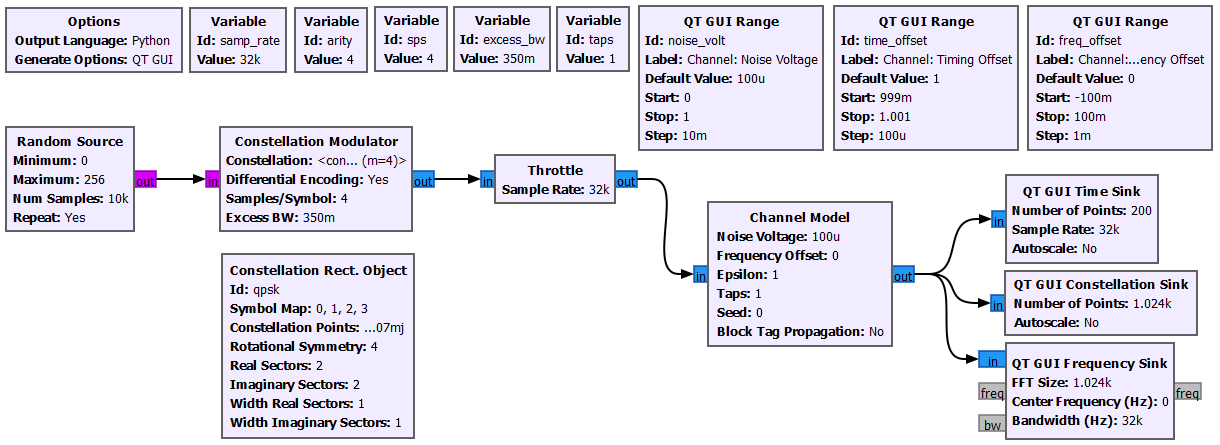 Options
Output Language: Python
Generate Options: QT GUI
Variable
Id: samp_rate
Value: 32k
Variable
Id: arity
Value: 4
Variable
Id: sps
Value: 4
Variable
Id: excess_bw
Value: 350m
Variable
Id: taps
Value: 1
QT GUI Range
Id: noise_volt
Label: Channel: Noise Voltage
Default Value: 100u
Start: 0
Stop: 1
Step: 10m
QT GUI Range
Id: time_offset
Label: Channel: Timing Offset
Default Value: 1
Start: 999m
Stop: 1.001
Step: 100u
QT GUI Range
Id: freq_offset
Label: Channel:...ency Offset
Default Value: 0
Start: -100m
Stop: 100m
Step: 1m
Random Source
Minimum: 0
Maximum: 256
Num Samples: 10k
Repeat: Yes
out
in
Constellation Modulator
Constellation: <con... (m=4)>
Differential Encoding: Yes
Samples/Symbol: 4
Excess BW: 350m
out
in
Throttle
Sample Rate: 32k
out
Constellation Rect. Object
Id: qpsk
Symbol Map: 0, 1, 2, 3
Constellation Points: ...07mj
Rotational Symmetry: 4
Real Sectors: 2
Imaginary Sectors: 2
Width Real Sectors: 1
Width Imaginary Sectors: 1
in
Channel Model
Noise Voltage: 100u
Frequency Offset: 0
Epsilon: 1
Taps: 1
Seed: 0
Block Tag Propagation: No
out
in
QT GUI Time Sink
Number of Points: 200
Sample Rate: 32k
Autoscale: No
in
QT GUI Constellation Sink
Number of Points: 1.024k
Autoscale: No
in
freq
bw
QT GUI Frequency Sink
FFT Size: 1.024k
Center Frequency (Hz): 0
Bandwidth (Hz): 32k
freq